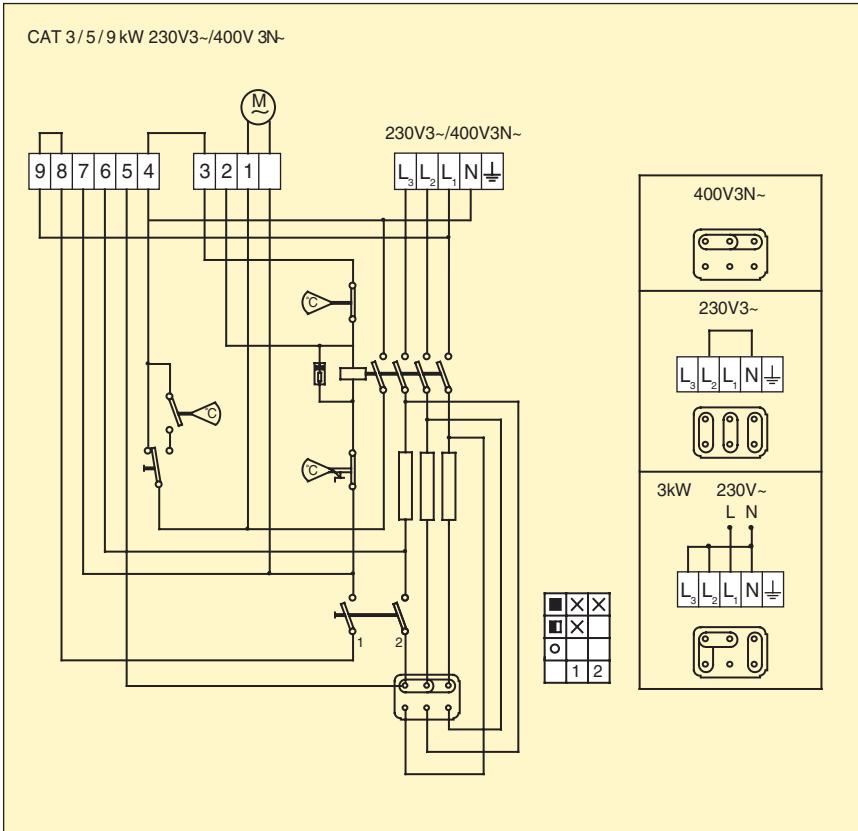 CAT 3 / 5 / 9 kW 230V3~/400V 3N~
M
~
230V3~/400V3N~
9 8 7 6 5 4
3 2 1
L3 L2 L1 N
400V3N~
°C
230V3~
L3 L2 L1 N
°C
°C
3kW 230V~
L N
L3 L2 L1 N
1 2
1 2